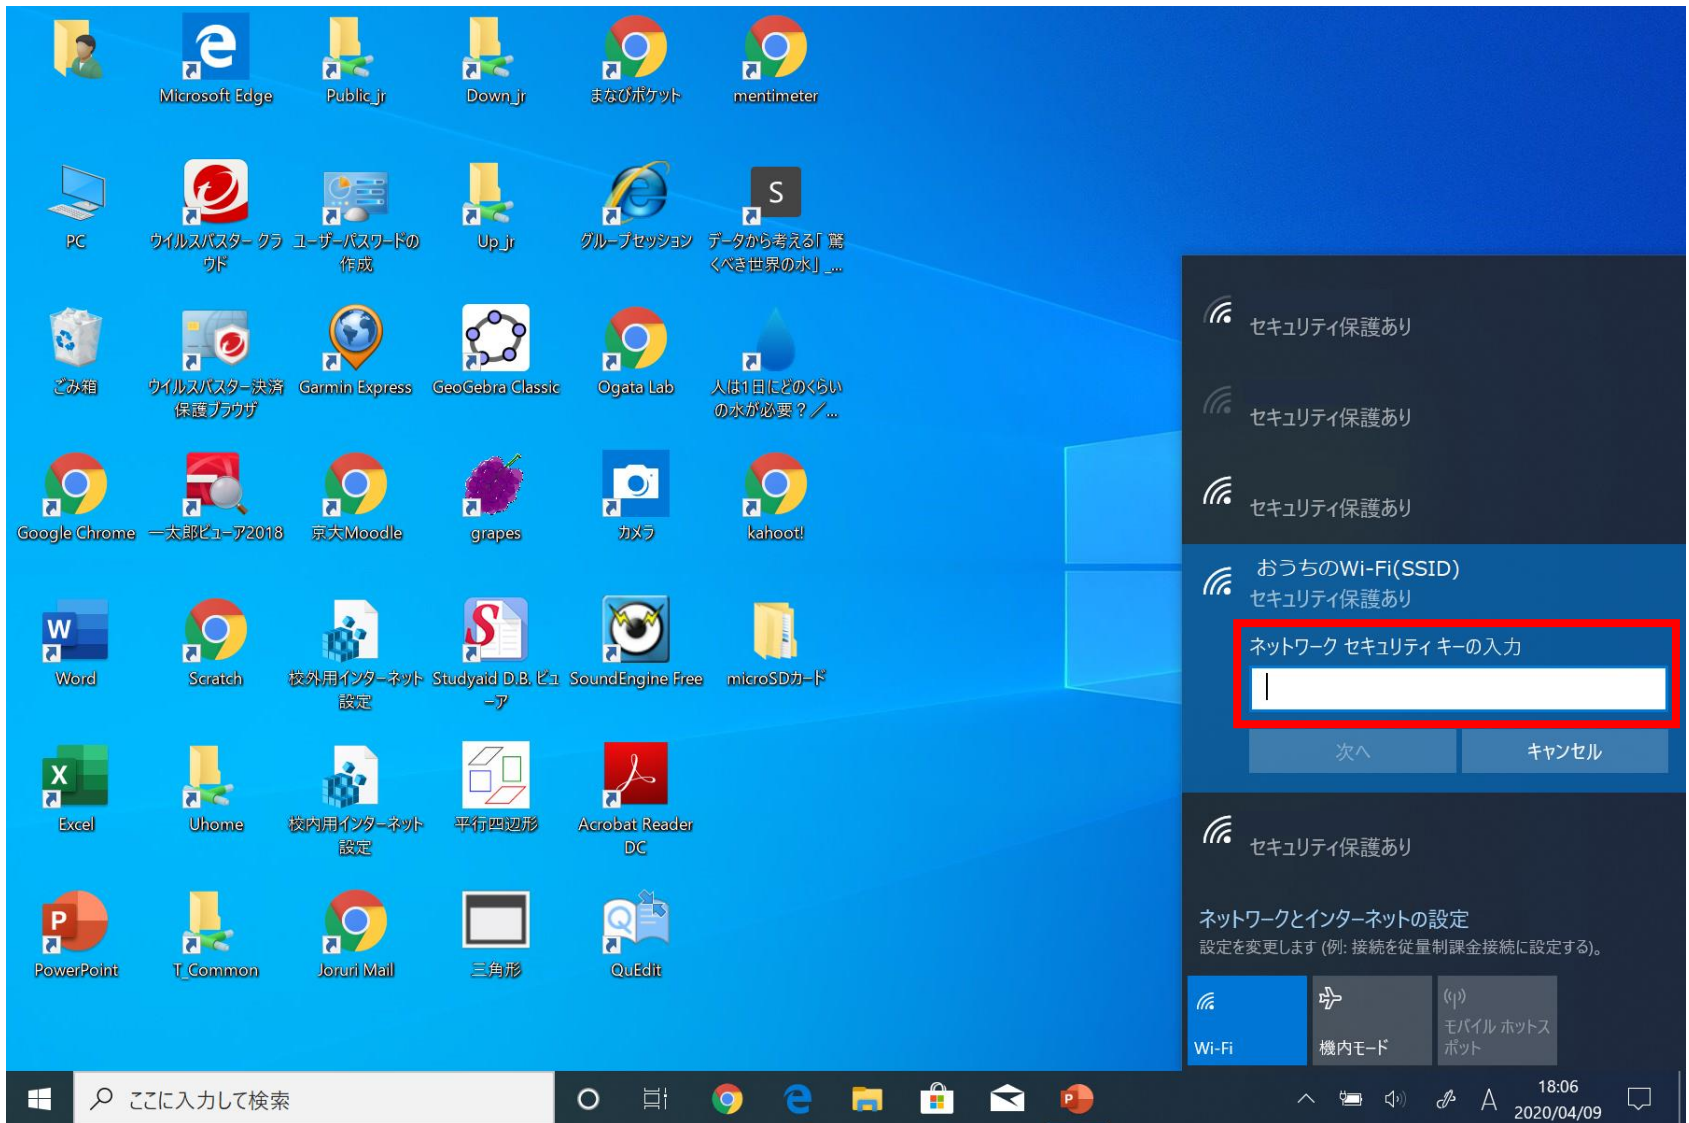 Microsoft Edge
Public_jr
Down_jr
まなびポケット
mentimeter
PC
ウイルスバスター クラ
ウド
ユーザーパスワードの
作成
Up_jr
グループセッション
S
データから考える「 驚
くべき世界の水」_...
ごみ箱
ウイルスバスター決済
保護ブラウザ
Garmin Express
GeoGebra Classic
Ogata Lab
人は1日にどのくらい
の水が必要？／...
Google Chrome
一太郎ビューア2018
京大Moodle
grapes
カメラ
kahoot!
Word
Scratch
校外用インターネット
設定
Studyaid D.B. ビュ
ーア
SoundEngine Free
microSDカード
Excel
Uhome
校内用インターネット
設定
平行四辺形
Acrobat Reader
DC
PowerPoint
T_Common
Joruri Mail
三角形
QuEdit
セキュリティ保護あり
セキュリティ保護あり
セキュリティ保護あり
おうちのWi-Fi(SSID)
セキュリティ保護あり
ネットワーク セキュリティ キーの入力
次へ
キャンセル
セキュリティ保護あり
ネットワークとインターネットの設定
設定を変更します (例: 接続を従量制課金接続に設定する)。
Wi-Fi
機内モード
モバイル ホットス
ポット
ここに入力して検索
A
18:06
2020/04/09